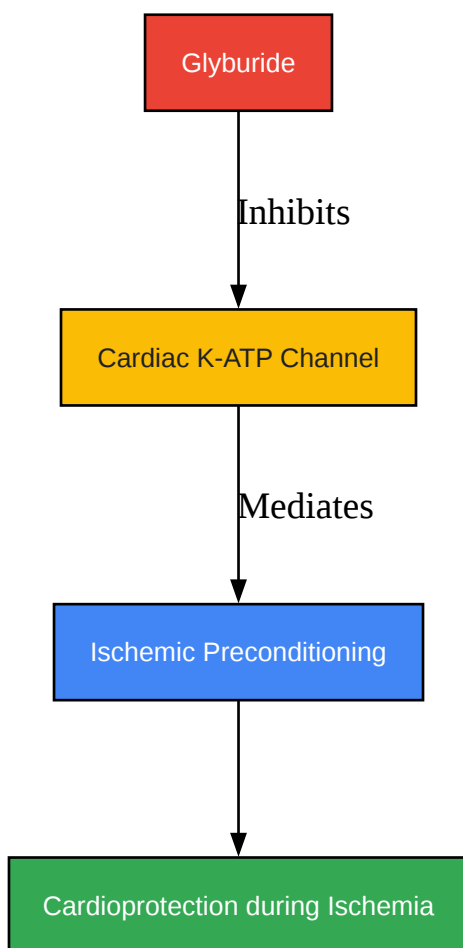 Glyburide
Inhibits
Cardiac K-ATP Channel
Mediates
Ischemic Preconditioning
Cardioprotection during Ischemia